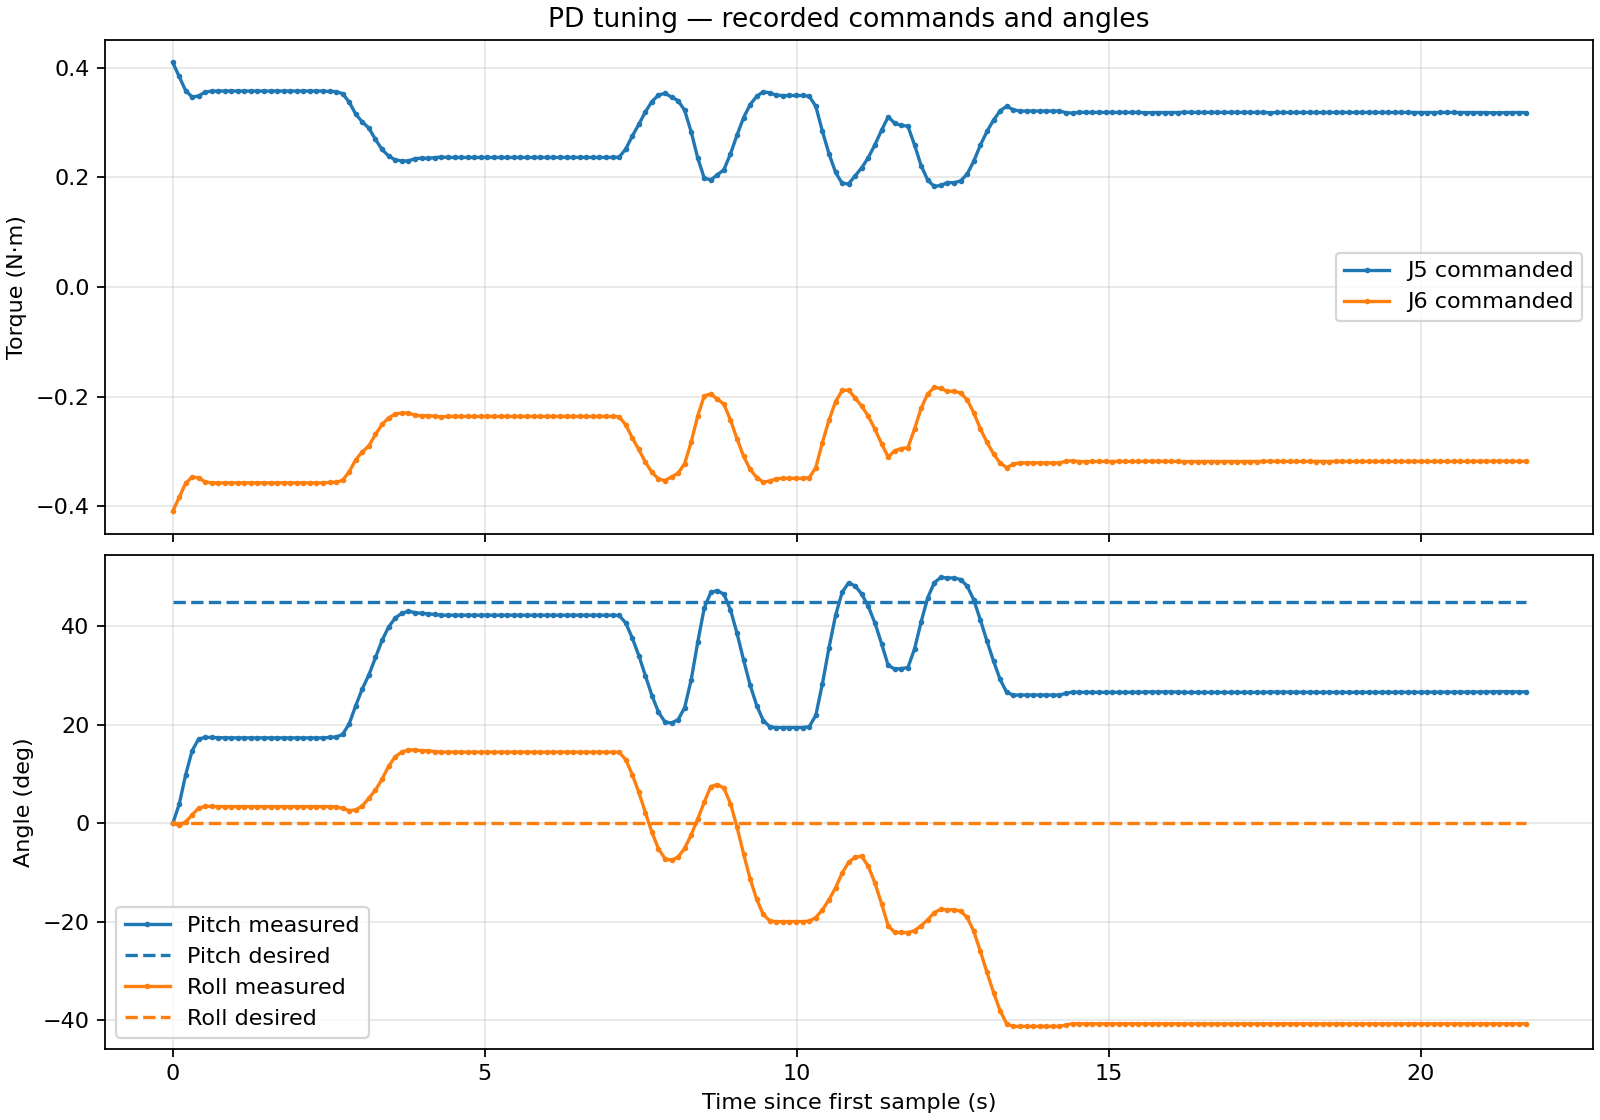 PD tuning — recorded commands and angles
Torque (N·m)
0.4
0.2
0.0
−0.2
−0.4
J5 commanded
J6 commanded
Angle (deg)
40
20
0
−20
−40
Pitch measured
Pitch desired
Roll measured
Roll desired
0 5 10 15 20
Time since first sample (s)